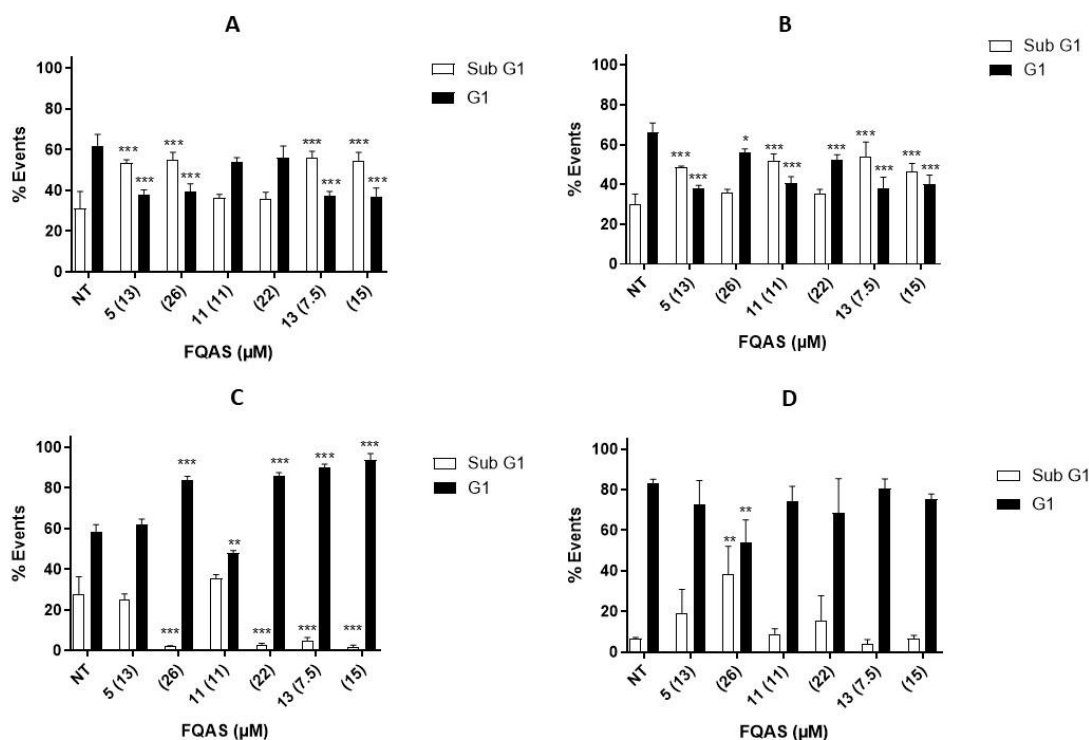 A
Sub G1
G1
% Events
100
80
60
40
20
0
*** *** *** ***
*** *** *** ***
NT
5 (13)
(26)
11 (11)
(22)
13 (7.5)
(15)
FQAS (µM)
B
Sub G1
G1
% Events
100
80
60
40
20
0
*** * *** *** *** ***
*** *** *** ***
NT
5 (13)
(26)
11 (11)
(22)
13 (7.5)
(15)
FQAS (µM)
C
Sub G1
G1
% Events
100
80
60
40
20
0
*** ** *** *** ***
*** *** *** ***
NT
5 (13)
(26)
11 (11)
(22)
13 (7.5)
(15)
FQAS (µM)
D
Sub G1
G1
% Events
100
80
60
40
20
0
** **
NT
5 (13)
(26)
11 (11)
(22)
13 (7.5)
(15)
FQAS (µM)